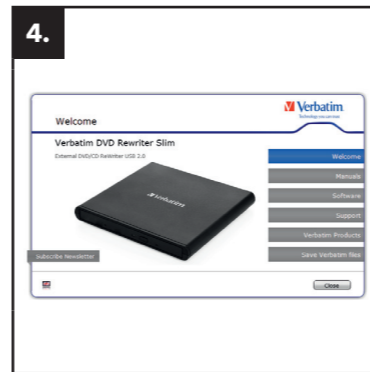 4.
Verbatim
Technology you can trust
Welcome
Verbatim DVD Rewriter Slim
External DVD/CD ReWriter USB 2.0
Verbatim
Welcome
Manuals
Software
Support
Verbatim Products
Save Verbatim files
Subscribe Newsletter
Close